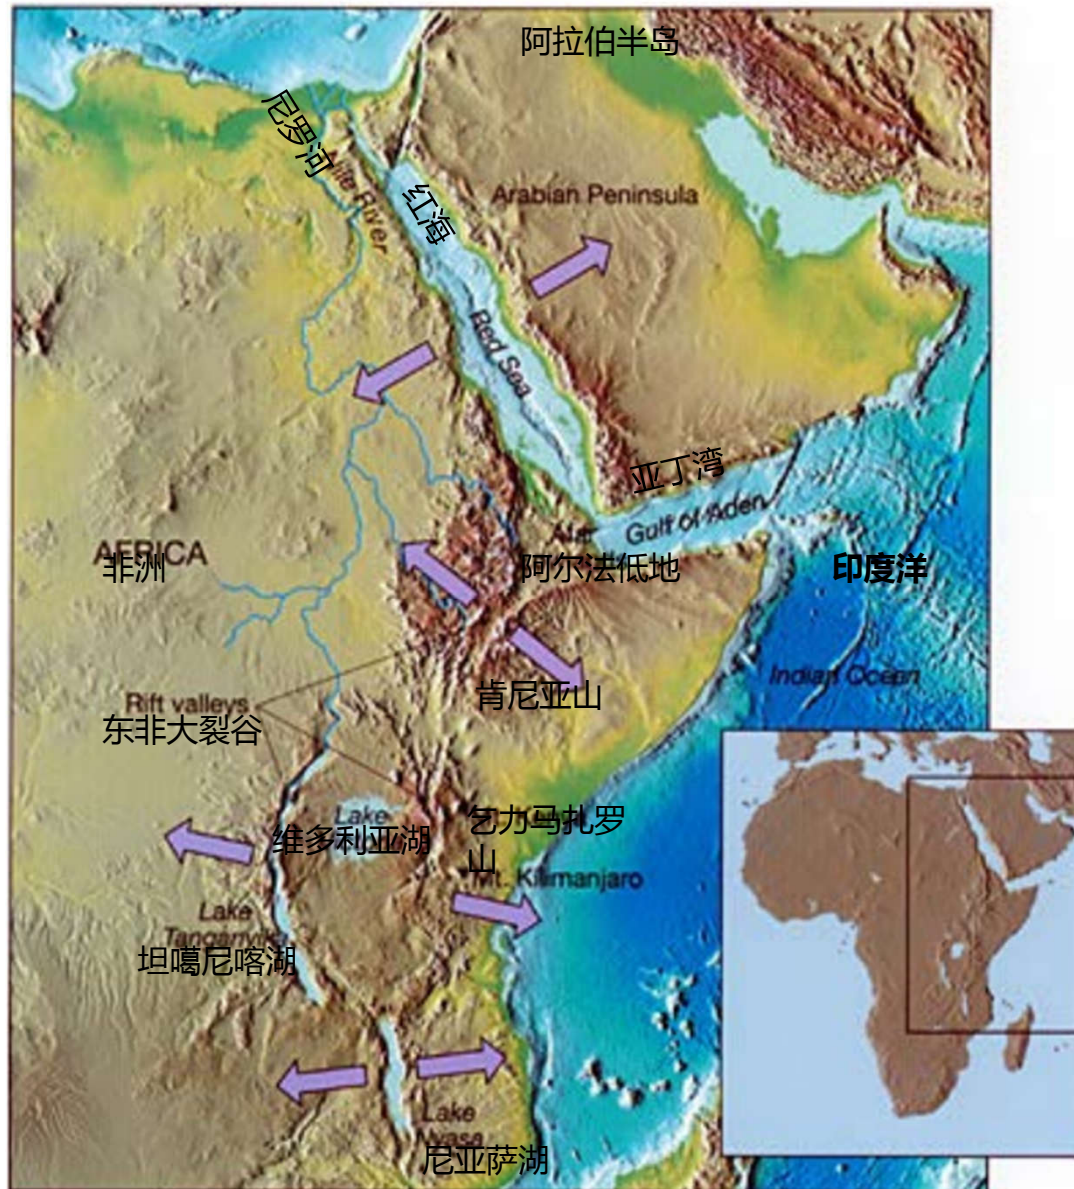 阿拉伯半岛
尼罗河
Nile River
红海
Arabian Peninsula
Red Sea
亚丁湾
Gulf of Aden
Afar
AFRICA
非洲
阿尔法低地
印度洋
Indian Ocean
肯尼亚山
Rift valleys
东非大裂谷
Lake
维多利亚湖
乞力马扎罗
山
Mt. Kilimanjaro
Lake
Tanganyika
坦噶尼喀湖
Lake
Nyasa
尼亚萨湖